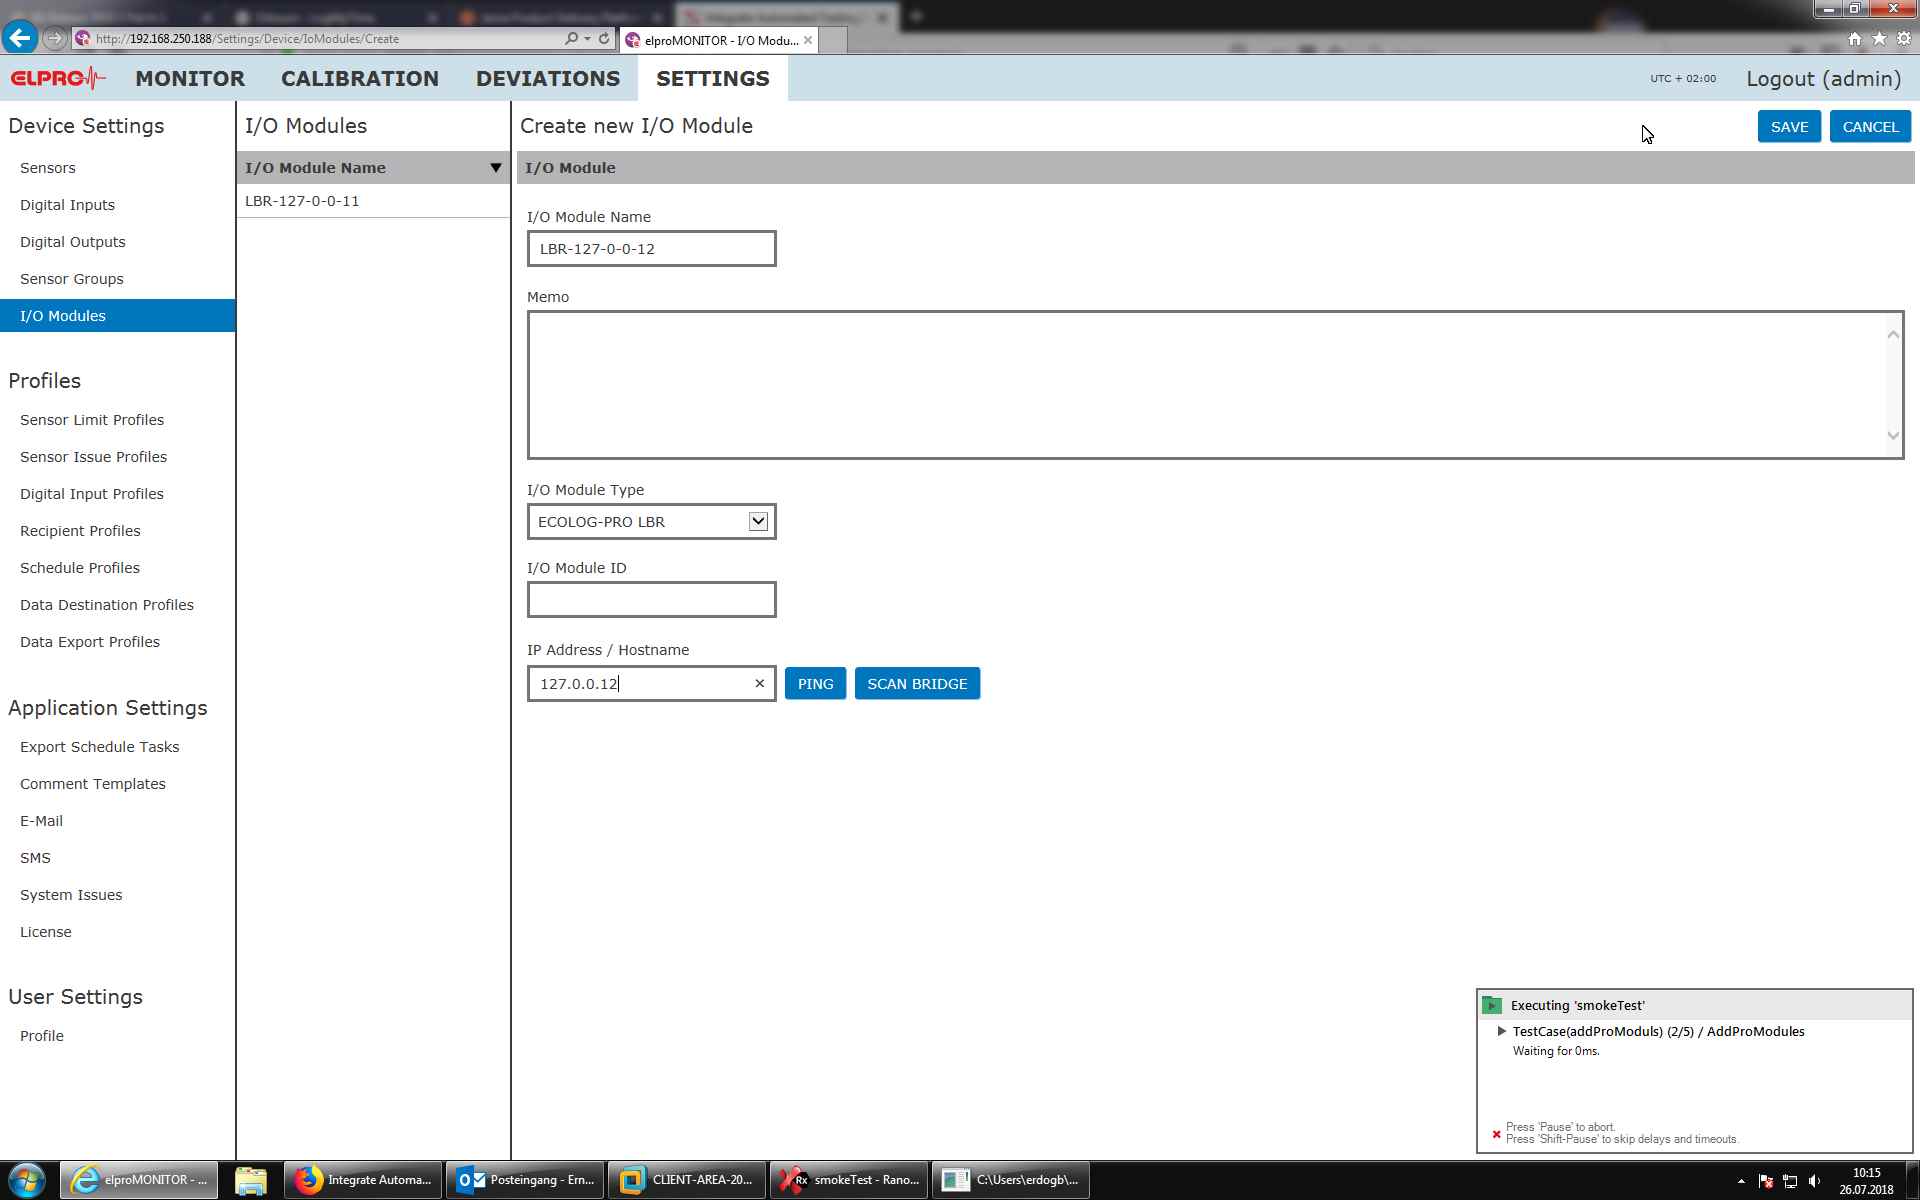 http://192.168.250.188/Settings/Device/IoModules/Create
elproMONITOR - I/O Modu...
ELPRO
MONITOR
CALIBRATION
DEVIATIONS
SETTINGS
UTC + 02:00
Logout (admin)
Device Settings
Sensors
Digital Inputs
Digital Outputs
Sensor Groups
I/O Modules
Profiles
Sensor Limit Profiles
Sensor Issue Profiles
Digital Input Profiles
Recipient Profiles
Schedule Profiles
Data Destination Profiles
Data Export Profiles
Application Settings
Export Schedule Tasks
Comment Templates
E-Mail
SMS
System Issues
License
User Settings
Profile
I/O Modules
I/O Module Name
LBR-127-0-0-11
Create new I/O Module
SAVE
CANCEL
I/O Module
I/O Module Name
LBR-127-0-0-12
Memo
I/O Module Type
ECOLOG-PRO LBR
I/O Module ID
IP Address / Hostname
127.0.0.12
PING
SCAN BRIDGE
Executing 'smokeTest'
TestCase(addProModuls) (2/5) / AddProModules
Waiting for 0ms.
Press 'Pause' to abort.
Press 'Shift-Pause' to skip delays and timeouts.
elproMONITOR - ...
Integrate Automa...
Posteingang - Ern...
CLIENT-AREA-20...
Rx
smokeTest - Rano...
C:\Users\erdogb\...
10:15
26.07.2018